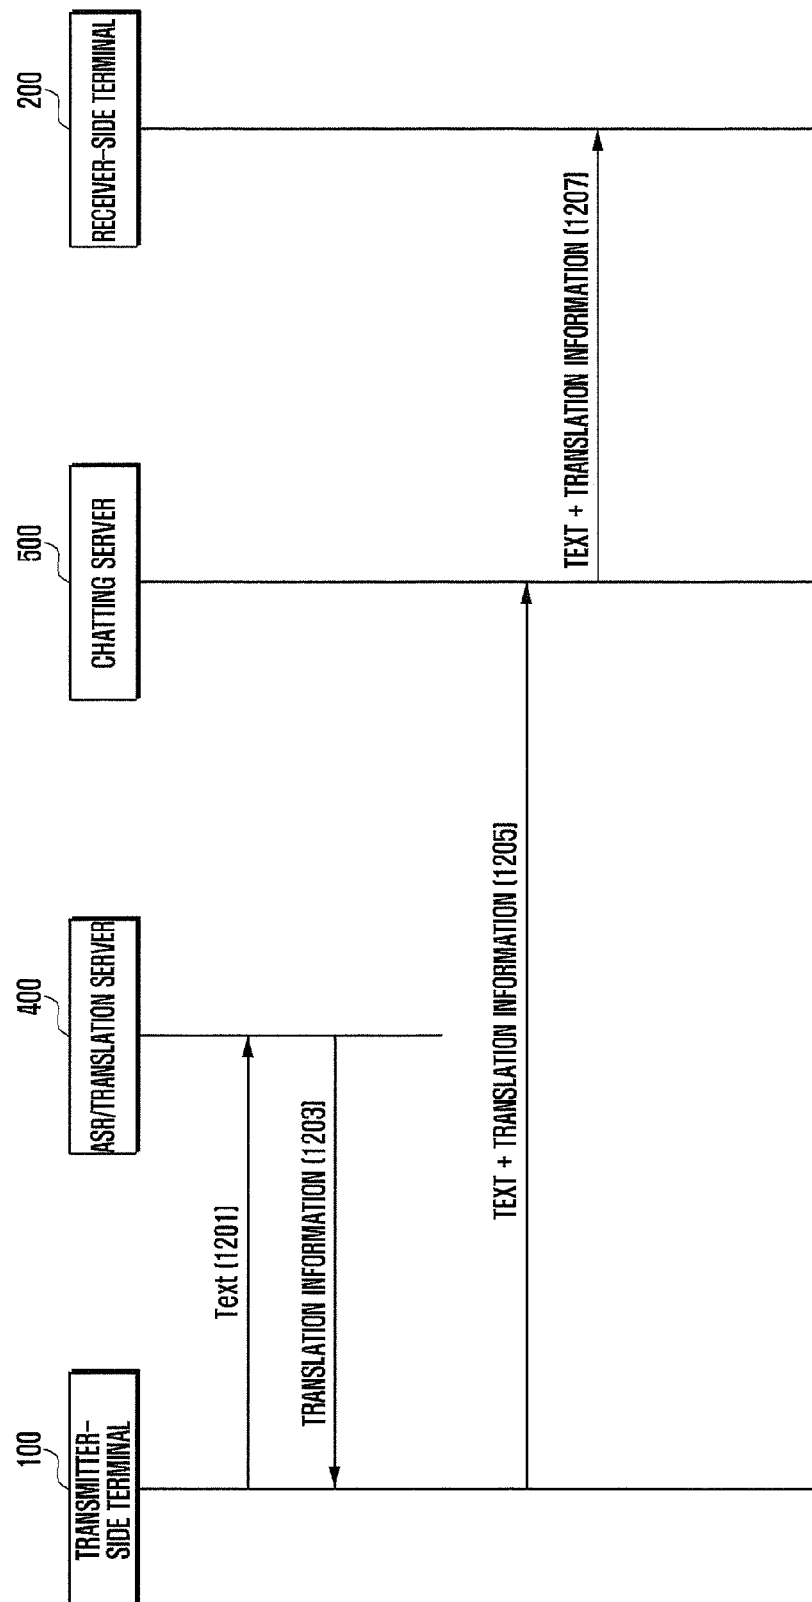 100
TRANSMITTER-
SIDE TERMINAL
400
ASR/TRANSLATION SERVER
500
CHATTING SERVER
200
RECEIVER-SIDE TERMINAL
Text (1201)
TRANSLATION INFORMATION (1203)
TEXT + TRANSLATION INFORMATION (1205)
TEXT + TRANSLATION INFORMATION (1207)